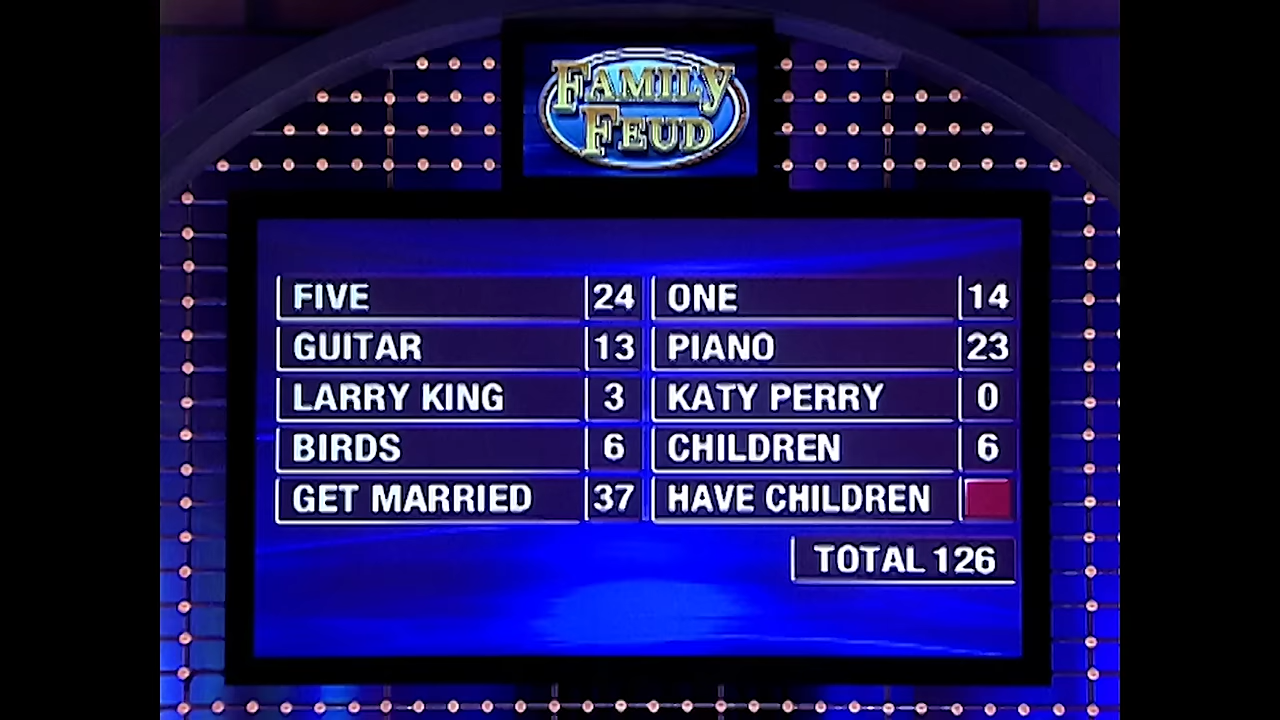 FAMILY
FEUD
FIVE 24 ONE 14
GUITAR 13 PIANO 23
LARRY KING 3 KATY PERRY 0
BIRDS 6 CHILDREN 6
GET MARRIED 37 HAVE CHILDREN
TOTAL 126